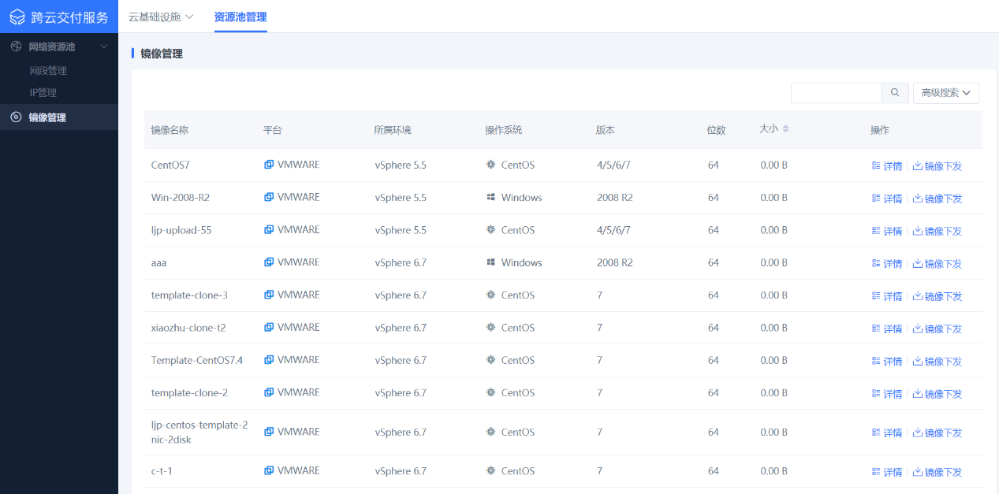 跨云交付服务 云基础设施 资源池管理
网络资源池
网段管理
IP管理
镜像管理
镜像管理
高级搜索
镜像名称 平台 所属环境 操作系统 版本 位数 大小 操作
CentOS7 VMWARE vSphere 5.5 CentOS 4/5/6/7 64 0.00 B 详情 镜像下发
Win-2008-R2 VMWARE vSphere 5.5 Windows 2008 R2 64 0.00 B 详情 镜像下发
ljp-upload-55 VMWARE vSphere 5.5 CentOS 4/5/6/7 64 0.00 B 详情 镜像下发
aaa VMWARE vSphere 6.7 Windows 2008 R2 64 0.00 B 详情 镜像下发
template-clone-3 VMWARE vSphere 6.7 CentOS 7 64 0.00 B 详情 镜像下发
xiaozhu-clone-t2 VMWARE vSphere 6.7 CentOS 7 64 0.00 B 详情 镜像下发
Template-CentOS7.4 VMWARE vSphere 6.7 CentOS 7 64 0.00 B 详情 镜像下发
template-clone-2 VMWARE vSphere 6.7 CentOS 7 64 0.00 B 详情 镜像下发
ljp-centos-template-2
nic-2disk VMWARE vSphere 6.7 CentOS 7 64 0.00 B 详情 镜像下发
c-t-1 VMWARE vSphere 6.7 CentOS 7 64 0.00 B 详情 镜像下发